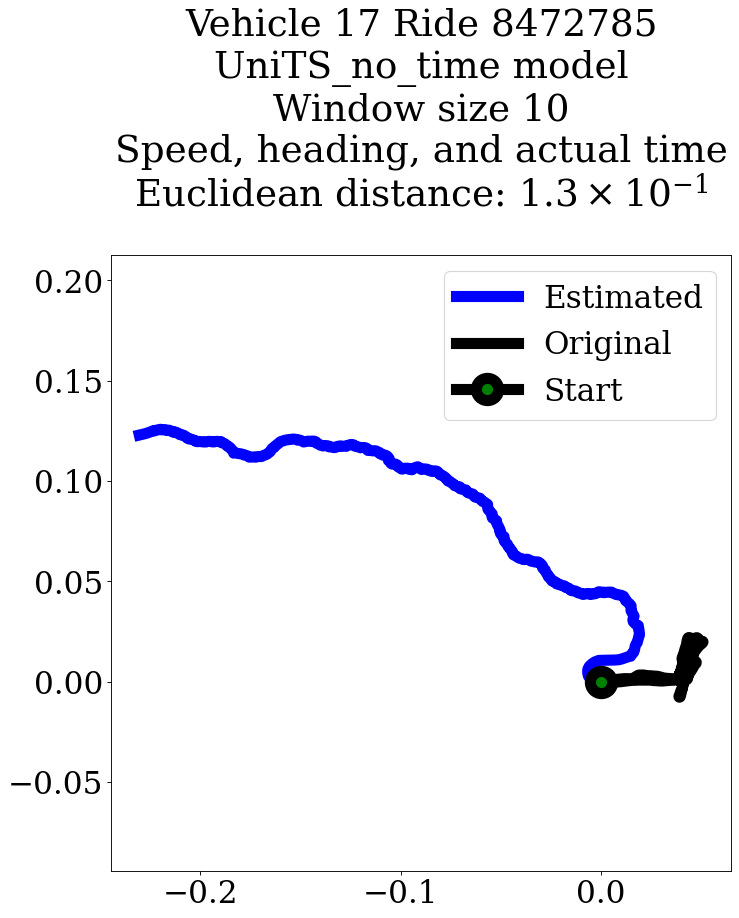 Vehicle 17 Ride 8472785
UniTS_no_time model
Window size 10
Speed, heading, and actual time
Euclidean distance: 1.3 × 10⁻¹
Estimated
Original
Start
0.20
0.15
0.10
0.05
0.00
−0.05
−0.2 −0.1 0.0